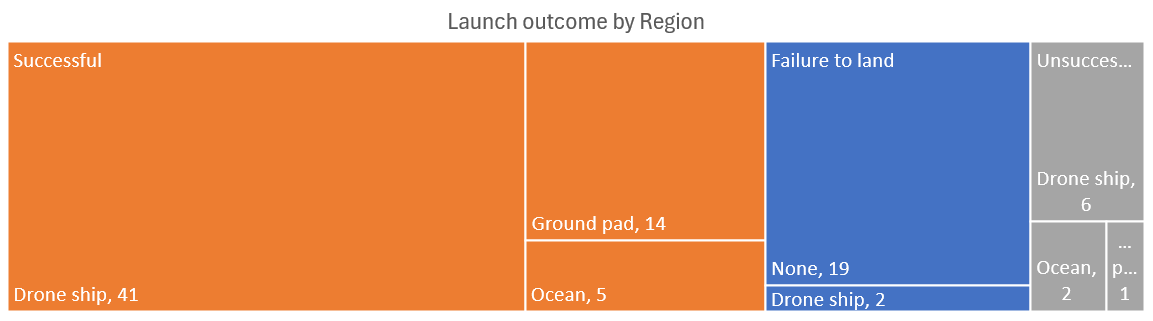 Launch outcome by Region
Successful
Drone ship, 41
Ground pad, 14
Ocean, 5
Failure to land
None, 19
Drone ship, 2
Unsucces...
Drone ship,
6
Ocean,
2
...
p...
1